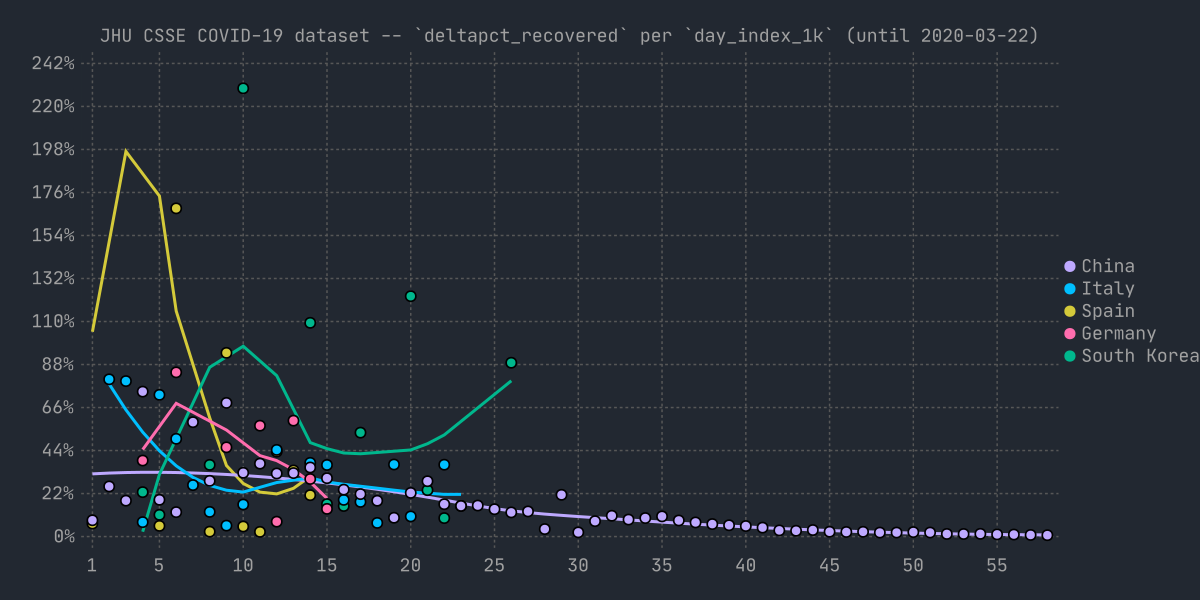 JHU CSSE COVID-19 dataset -- `deltapct_recovered` per `day_index_1k` (until 2020-03-22)
242%
220%
198%
176%
154%
132%
110%
88%
66%
44%
22%
0%
1 5 10 15 20 25 30 35 40 45 50 55
China
Italy
Spain
Germany
South Korea